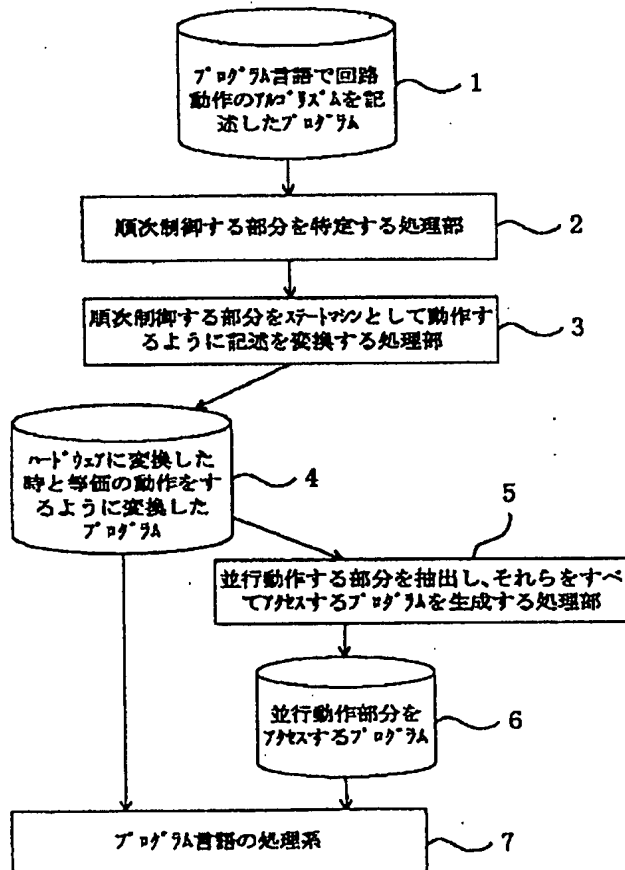 ﾌﾟﾛｸﾞﾗﾑ言語で回路
動作のｱﾙｺﾞﾘｽﾞﾑを記
述したﾌﾟﾛｸﾞﾗﾑ
1
順次制御する部分を特定する処理部
2
順次制御する部分をｽﾃｰﾄﾏｼﾝとして動作す
るように記述を変換する処理部
3
ﾊｰﾄﾞｳｪｱに変換した
時と等価の動作をす
るように変換した
ﾌﾟﾛｸﾞﾗﾑ
4
5
並行動作する部分を抽出し、それらをすべ
てｱｸｾｽするﾌﾟﾛｸﾞﾗﾑを生成する処理部
並行動作部分を
ｱｸｾｽするﾌﾟﾛｸﾞﾗﾑ
6
ﾌﾟﾛｸﾞﾗﾑ言語の処理系
7